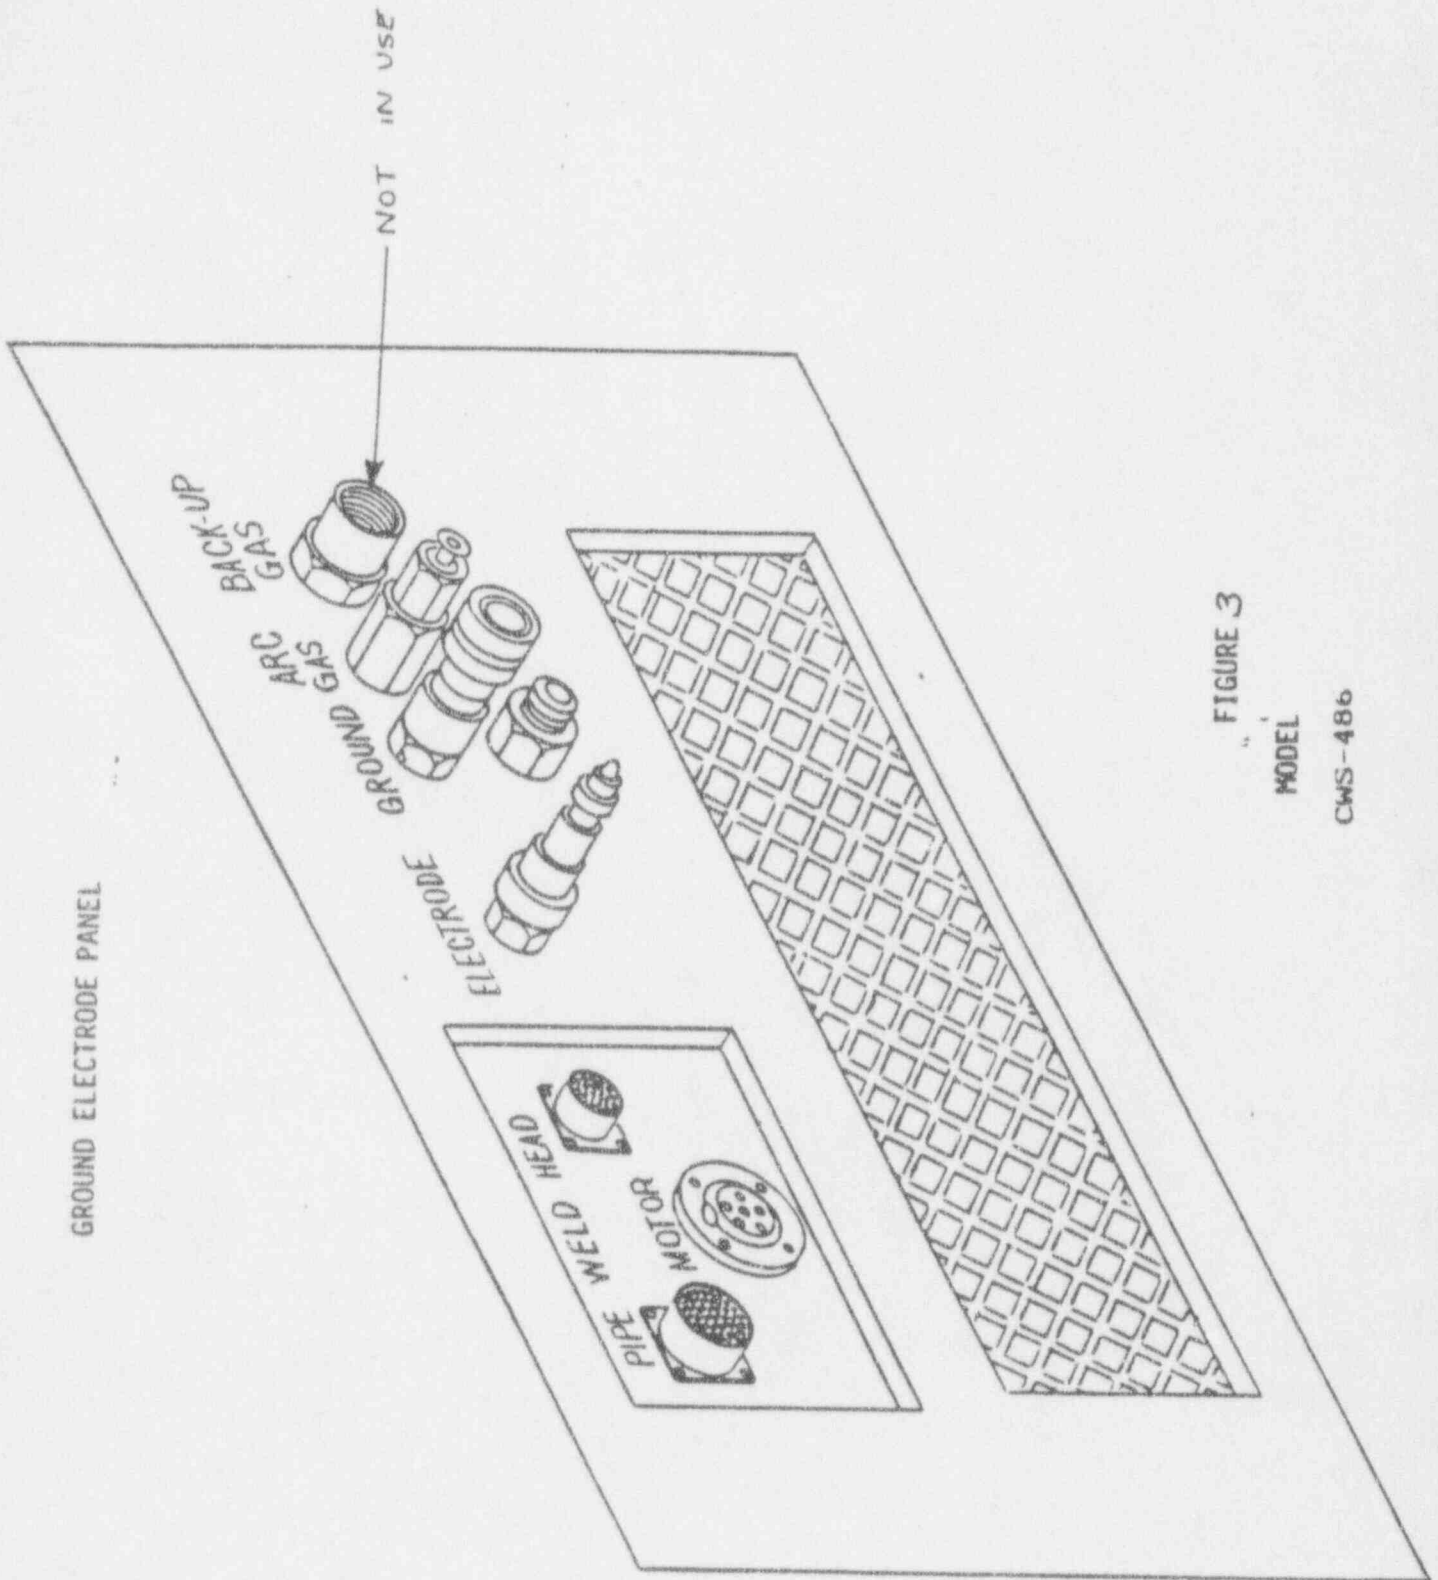 GROUND ELECTRODE PANEL
NOT IN USE
BACK-UP
GAS
ARC
GAS
GROUND
ELECTRODE
PIPE WELD HEAD
MOTOR
FIGURE 3
MODEL
CWS-486